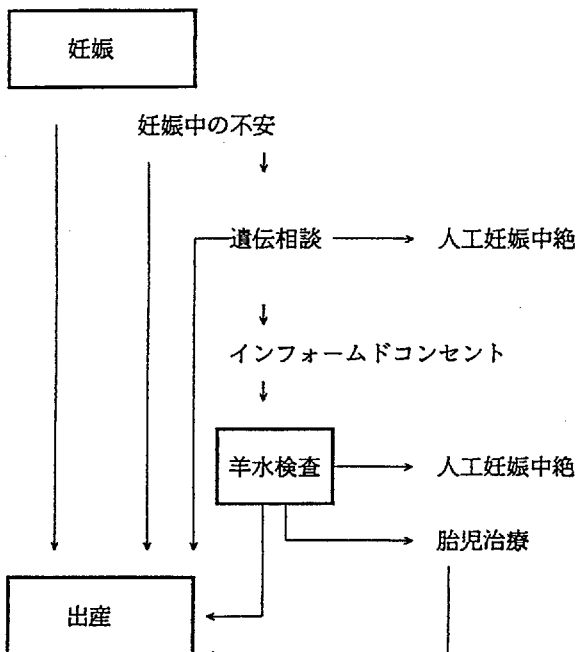 妊娠
妊娠中の不安
遺伝相談
人工妊娠中絶
インフォームドコンセント
羊水検査
人工妊娠中絶
胎児治療
出産